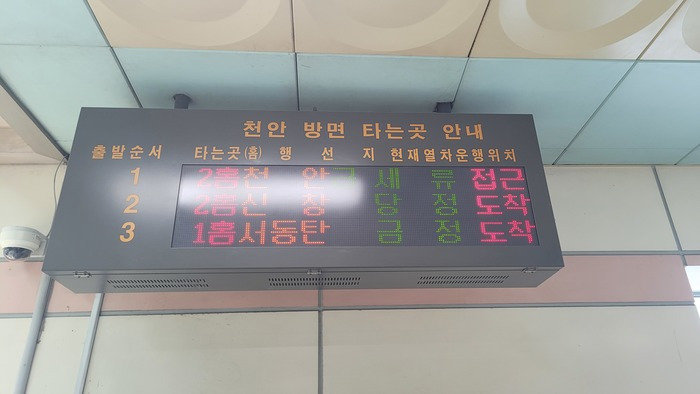 천안 방면 타는곳 안내
출발순서 타는곳(홈) 행 선 지 현재열차운행위치
1 2홈 천 안 세 류 접근
2 2홈 신 창 당 정 도착
3 1홈 서동탄 금 정 도착